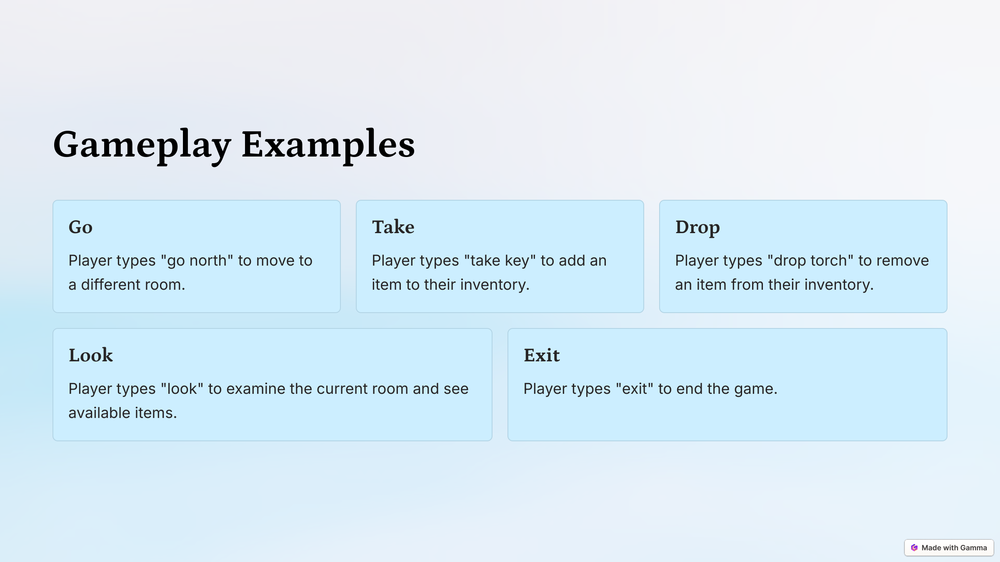 Gameplay Examples
Go
Player types "go north" to move to
a different room.
Take
Player types "take key" to add an
item to their inventory.
Drop
Player types "drop torch" to remove
an item from their inventory.
Look
Player types "look" to examine the current room and see
available items.
Exit
Player types "exit" to end the game.
Made with Gamma